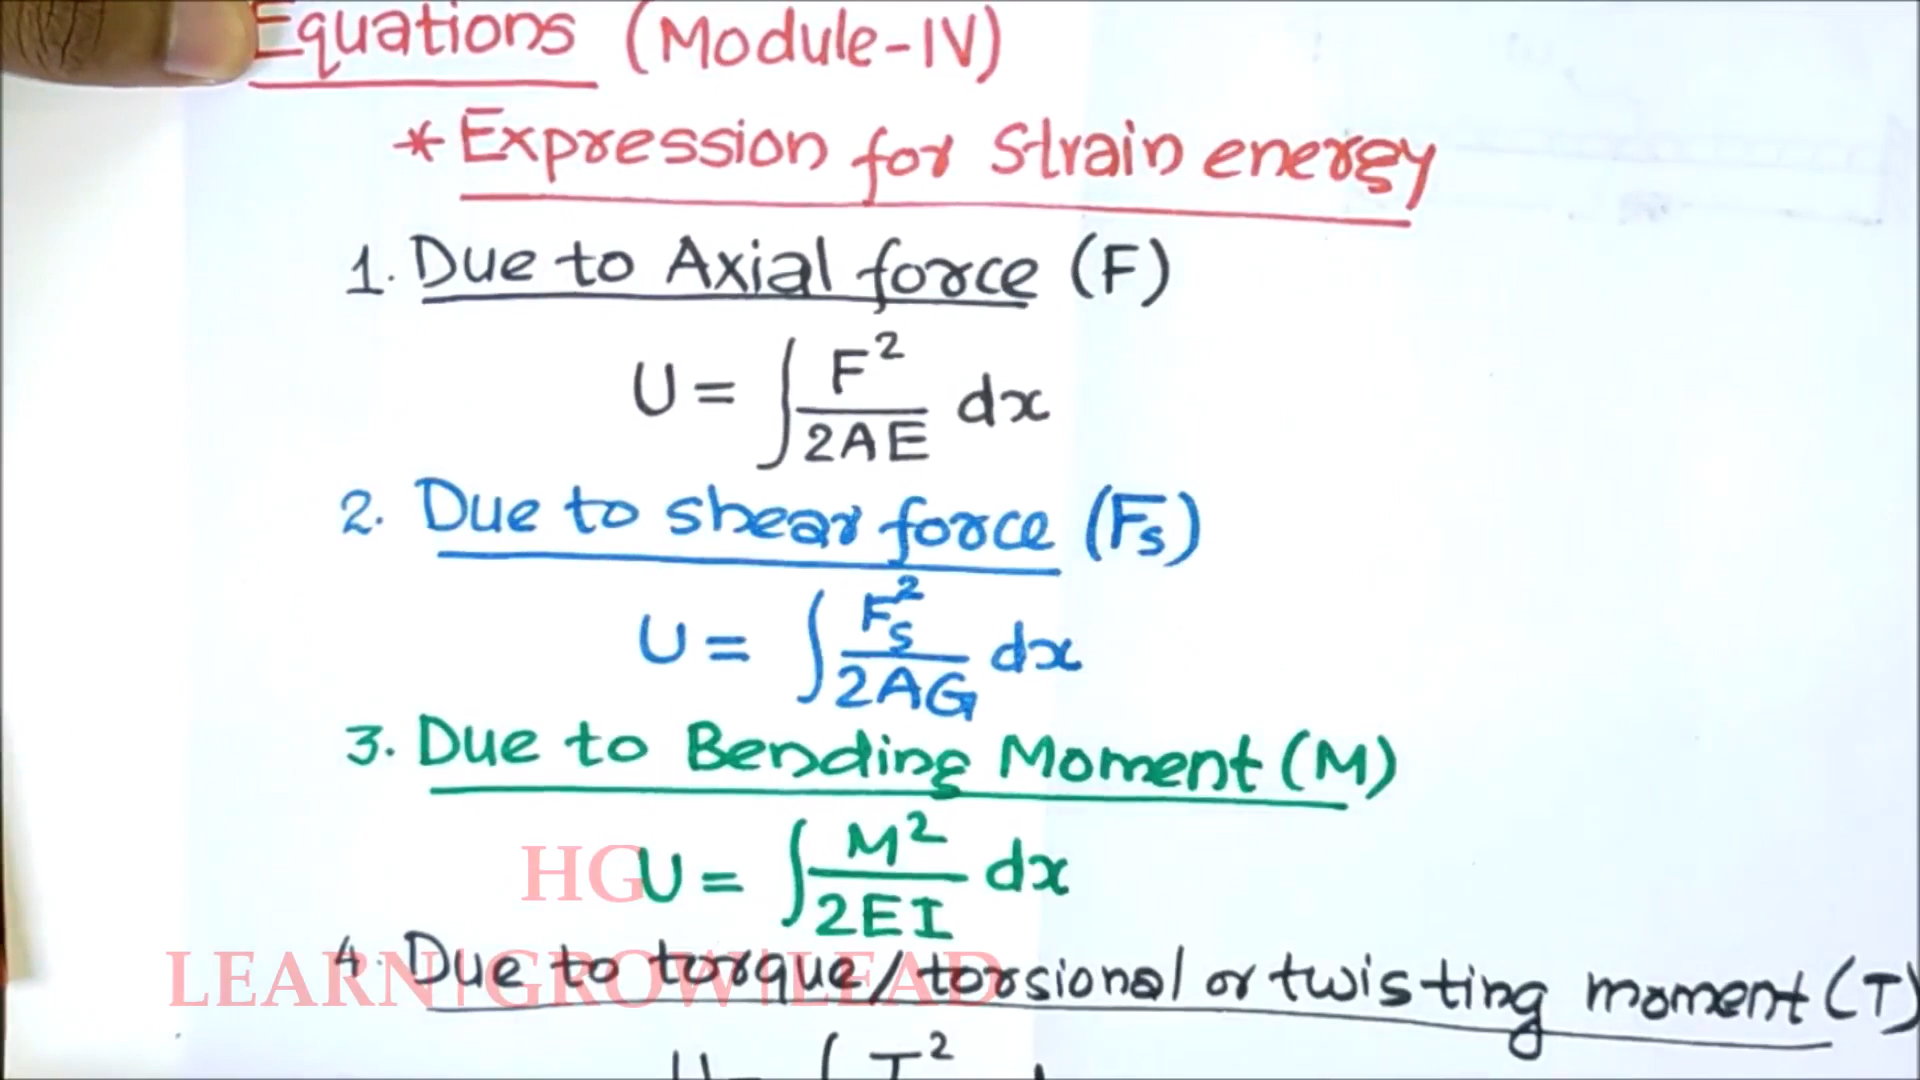 Equations (Module-IV)
* Expression for Strain energy
1. Due to Axial force (F)
U = ∫ F² / 2AE dx
2. Due to shear force (Fs)
U = ∫ Fs² / 2AG dx
3. Due to Bending Moment (M)
U = ∫ M² / 2EI dx
HG
4. Due to torque/torsional or twisting moment (T)
LEARN|GROW|LEAD
U = ∫ T²